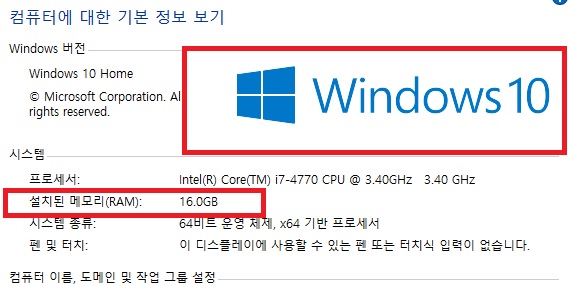 컴퓨터에 대한 기본 정보 보기
Windows 버전
Windows 10 Home
© Microsoft Corporation. Al
rights reserved.
Windows 10
시스템
프로세서: Intel(R) Core(TM) i7-4770 CPU @ 3.40GHz 3.40 GHz
설치된 메모리(RAM): 16.0GB
시스템 종류: 64비트 운영 체제, x64 기반 프로세서
펜 및 터치: 이 디스플레이에 사용할 수 있는 펜 또는 터치식 입력이 없습니다.
컴퓨터 이름, 도메인 및 작업 그룹 설정